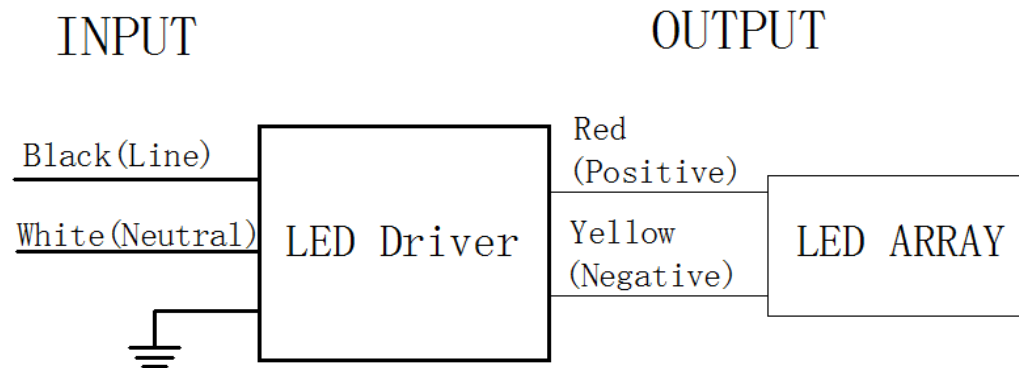 INPUT
OUTPUT
Black(Line)
White(Neutral)
LED Driver
Red
(Positive)
Yellow
(Negative)
LED ARRAY